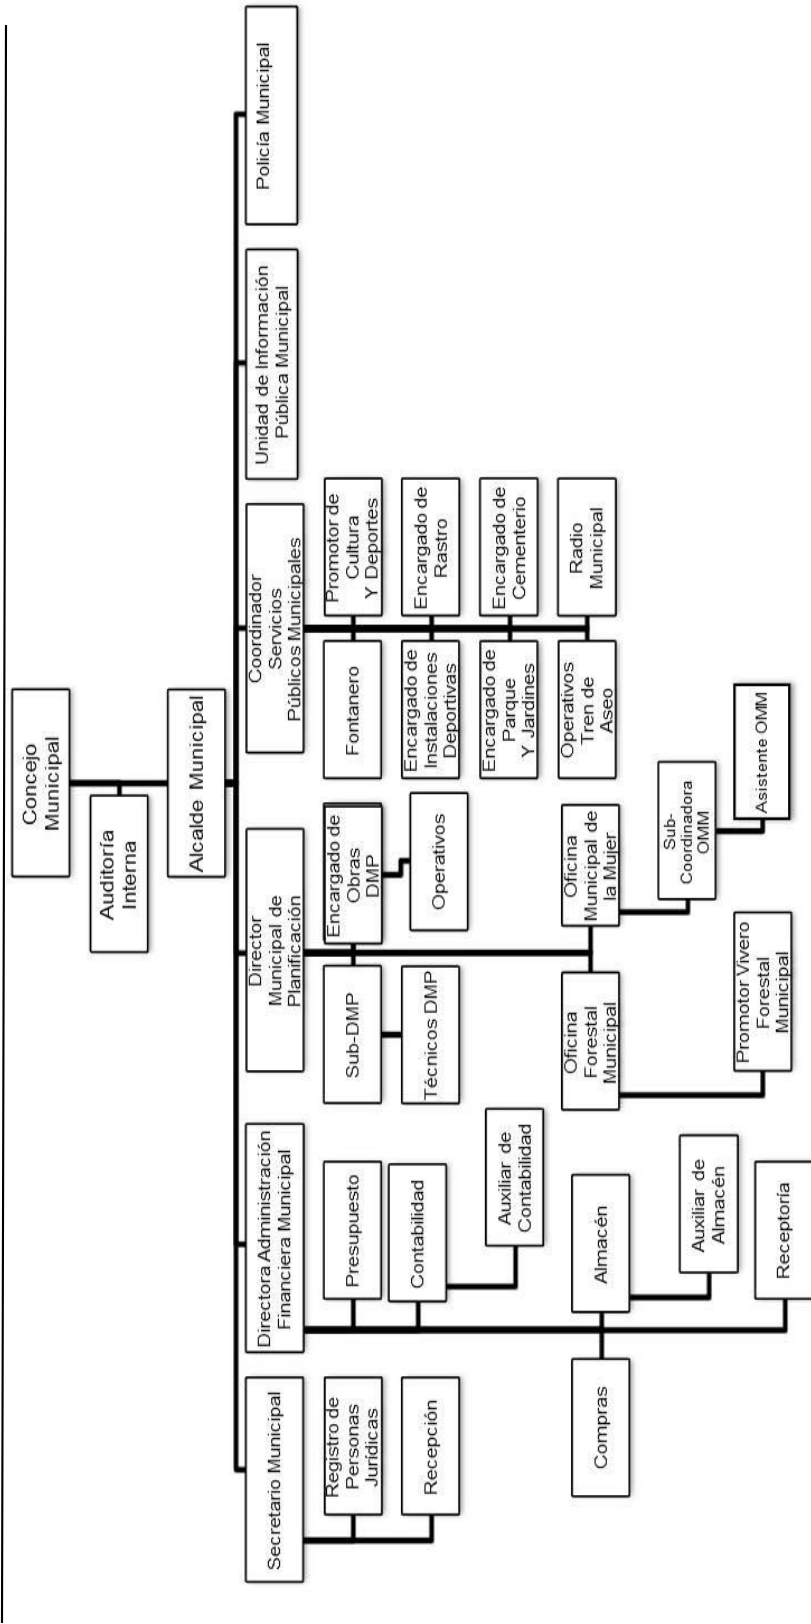 Concejo
Municipal
Auditoría
Interna
Alcalde Municipal
Secretario Municipal
Directora Administración
Financiera Municipal
Director
Municipal de
Planificación
Coordinador
Servicios
Públicos Municipales
Unidad de Información
Pública Municipal
Policía Municipal
Registro de
Personas
Jurídicas
Recepción
Presupuesto
Contabilidad
Auxiliar de
Contabilidad
Compras
Almacén
Auxiliar de
Almacén
Receptoría
Sub-DMP
Técnicos DMP
Encargado de
Obras
DMP
Operativos
Oficina
Forestal
Municipal
Promotor Vivero
Forestal
Municipal
Oficina
Municipal de
la Mujer
Sub-
Coordinadora
OMM
Asistente OMM
Fontanero
Promotor de
Cultura
Y Deportes
Encargado de
Instalaciones
Deportivas
Encargado de
Rastro
Encargado de
Parque
Y Jardines
Encargado de
Cementerio
Operativos
Tren de
Aseo
Radio
Municipal